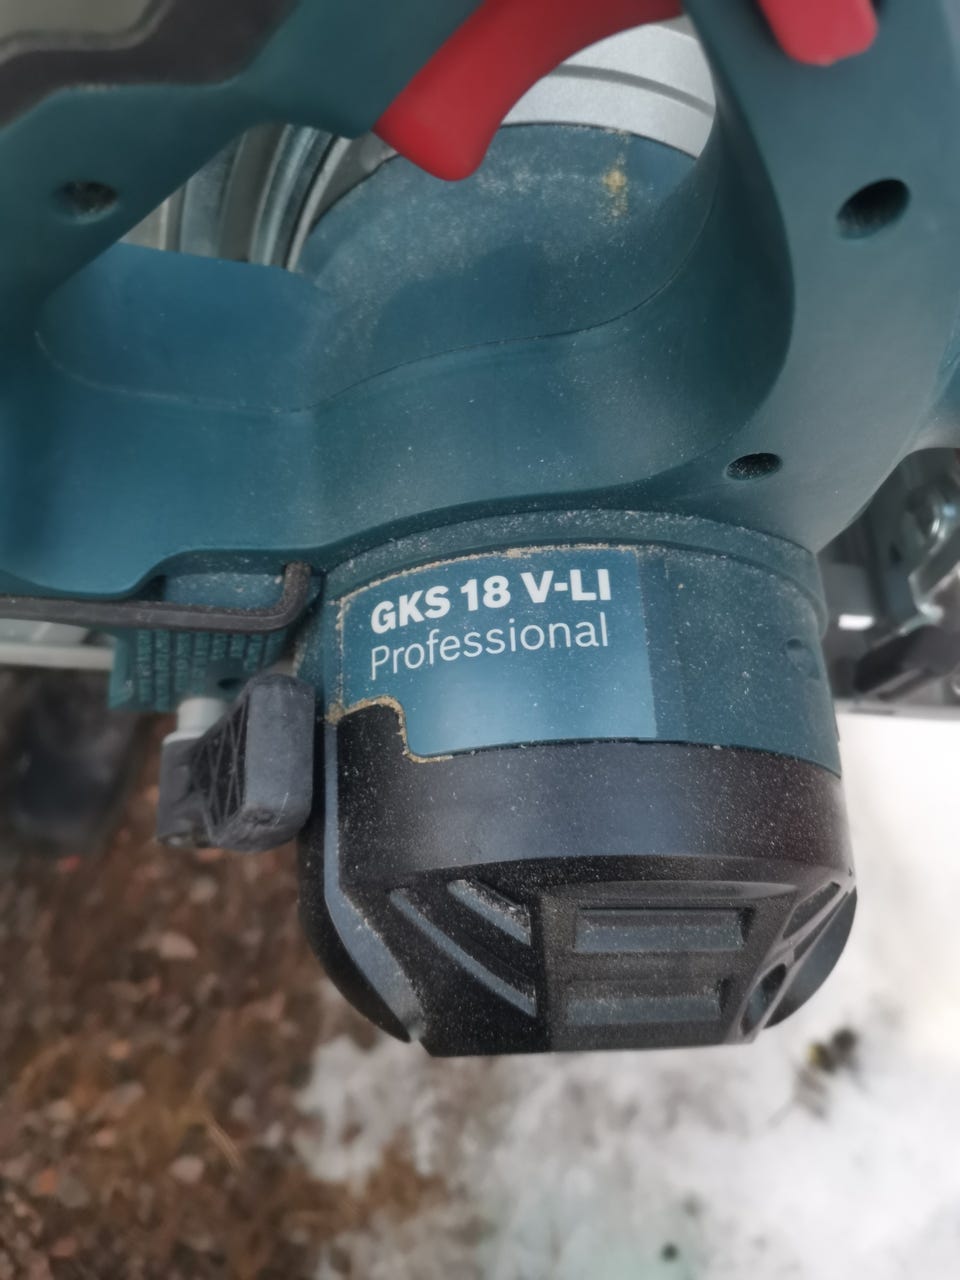 GKS 18 V-LI
Professional